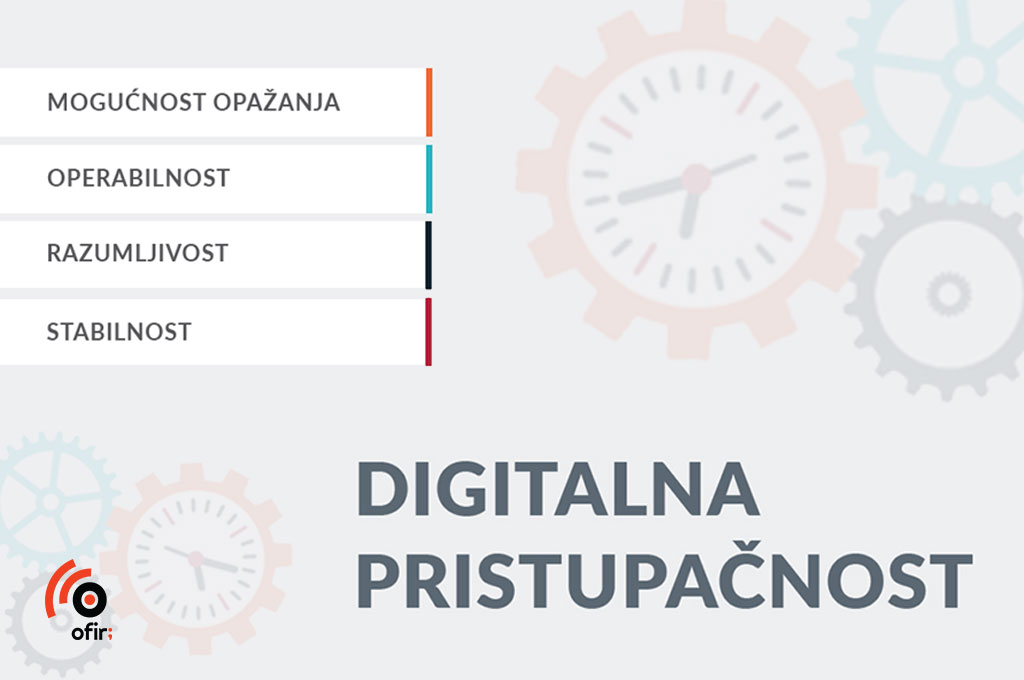 MOGUĆNOST OPAŽANJA
OPERABILNOST
RAZUMLJIVOST
STABILNOST
DIGITALNA
PRISTUPAČNOST
ofir;